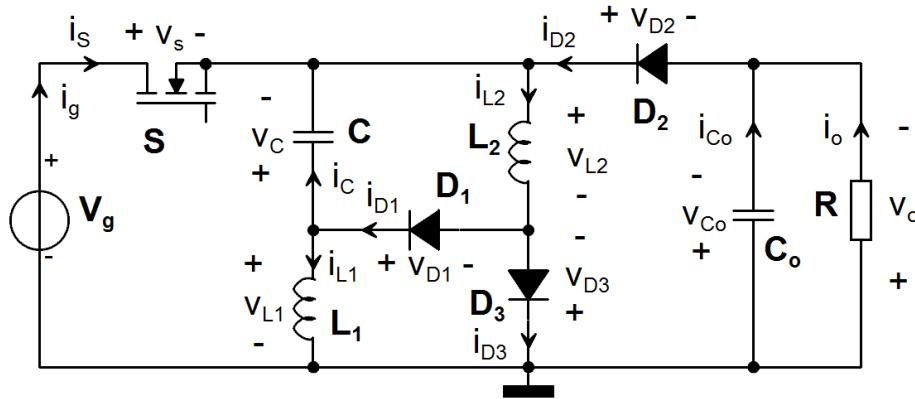 i_S + v_s - i_D2 + v_D2 -
i_g S - v_C + C i_L2 L_2 + v_L2 - D_2 i_Co i_o -
+ V_g - i_C i_D1 D_1 - v_Co + C_o R v_o +
+ v_L1 - i_L1 L_1 + v_D1 - D_3 - v_D3 +
i_D3